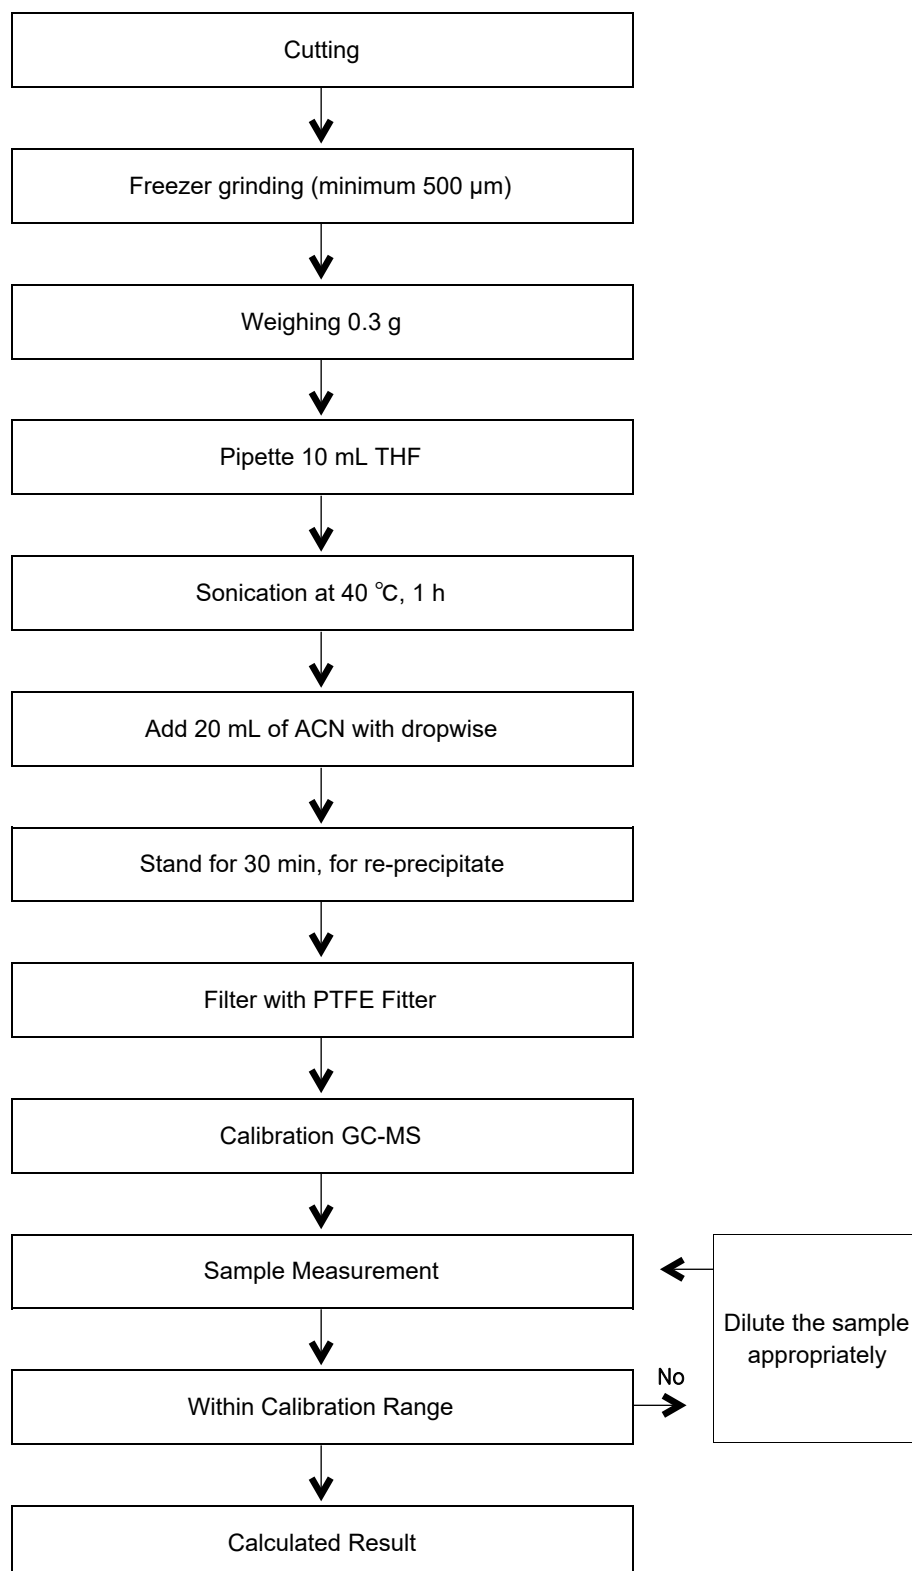 Cutting
Freezer grinding (minimum 500 µm)
Weighing 0.3 g
Pipette 10 mL THF
Sonication at 40 ℃, 1 h
Add 20 mL of ACN with dropwise
Stand for 30 min, for re-precipitate
Filter with PTFE Fitter
Calibration GC-MS
Sample Measurement
Dilute the sample
appropriately
No
Within Calibration Range
Calculated Result